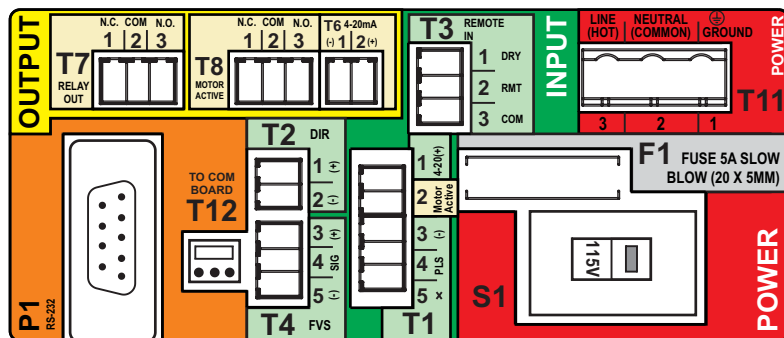 OUTPUT
N.C. COM N.O.
1 2 3
T7
RELAY
OUT
N.C. COM N.O.
1 2 3
T8
MOTOR
ACTIVE
T6 4-20mA
(-) 1 2 (+)
T3 REMOTE
IN
1 DRY
2 RMT
3 COM
INPUT
LINE
(HOT)
NEUTRAL
(COMMON)
GROUND
POWER
T11
3 2 1
P1
RS-232
TO COM
BOARD
T12
T2 DIR
1 (+)
2 (-)
3 (+)
4 SIG
5 (-)
T4 FVS
1 4-20(+)
2 Motor
Active
3 (-)
4 PLS
5 x
T1
F1 FUSE 5A SLOW
BLOW (20 X 5MM)
115V
S1
POWER